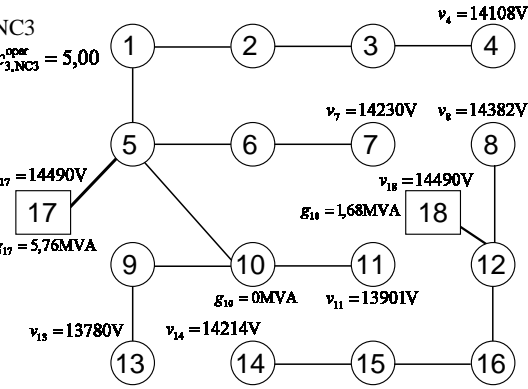 NC3
v₄ = 14108V
1 2 3 4
= 5,00
v₇ = 14230V
v₈ = 14382V
5 6 7 8
₁₇ = 14490V
v₁₈ = 14490V
17
g₁₈ = 1,68MVA
18
g₁₇ = 5,76MVA
9 10 11 12
g₁₀ = 0MVA
v₁₁ = 13901V
v₁₃ = 13780V
v₁₄ = 14214V
13 14 15 16